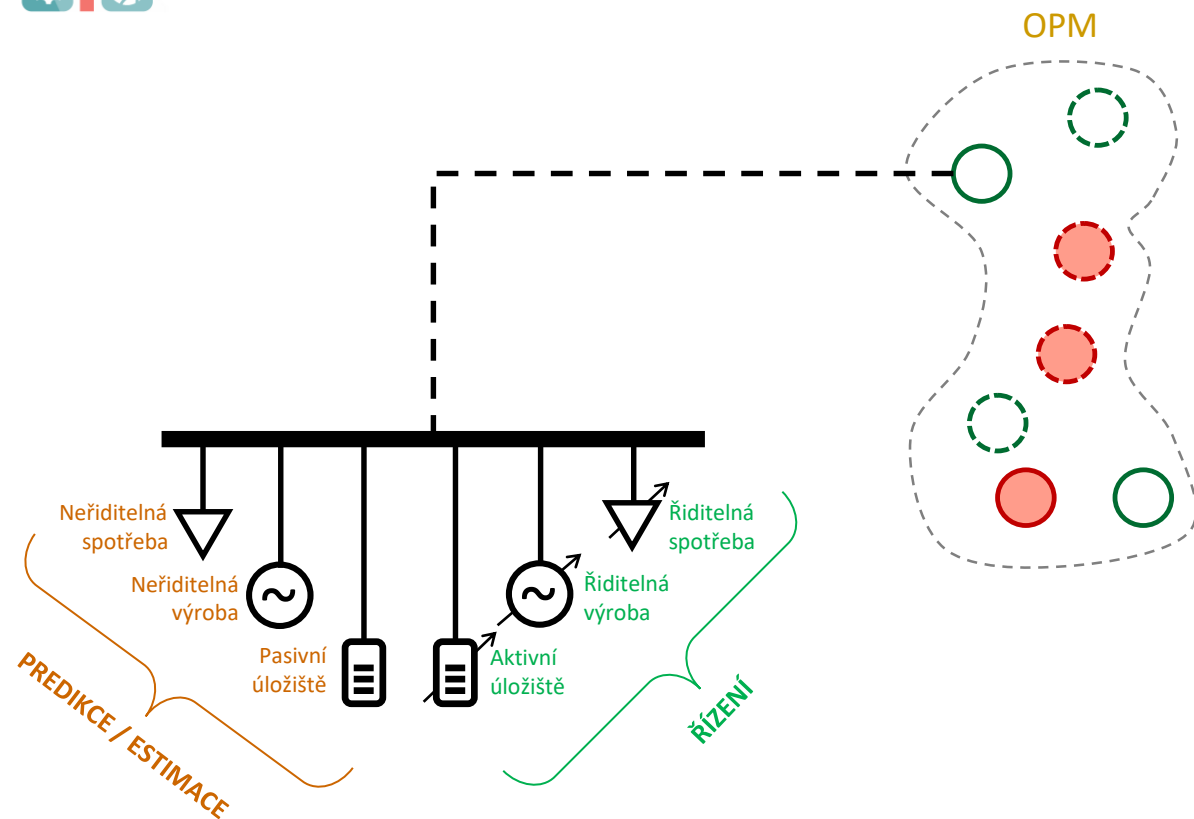 OPM
Neřiditelná
spotřeba
Neřiditelná
výroba
Pasivní
úložiště
PREDIKCE / ESTIMACE
Řiditelná
spotřeba
Řiditelná
výroba
Aktivní
úložiště
ŘÍZENÍ